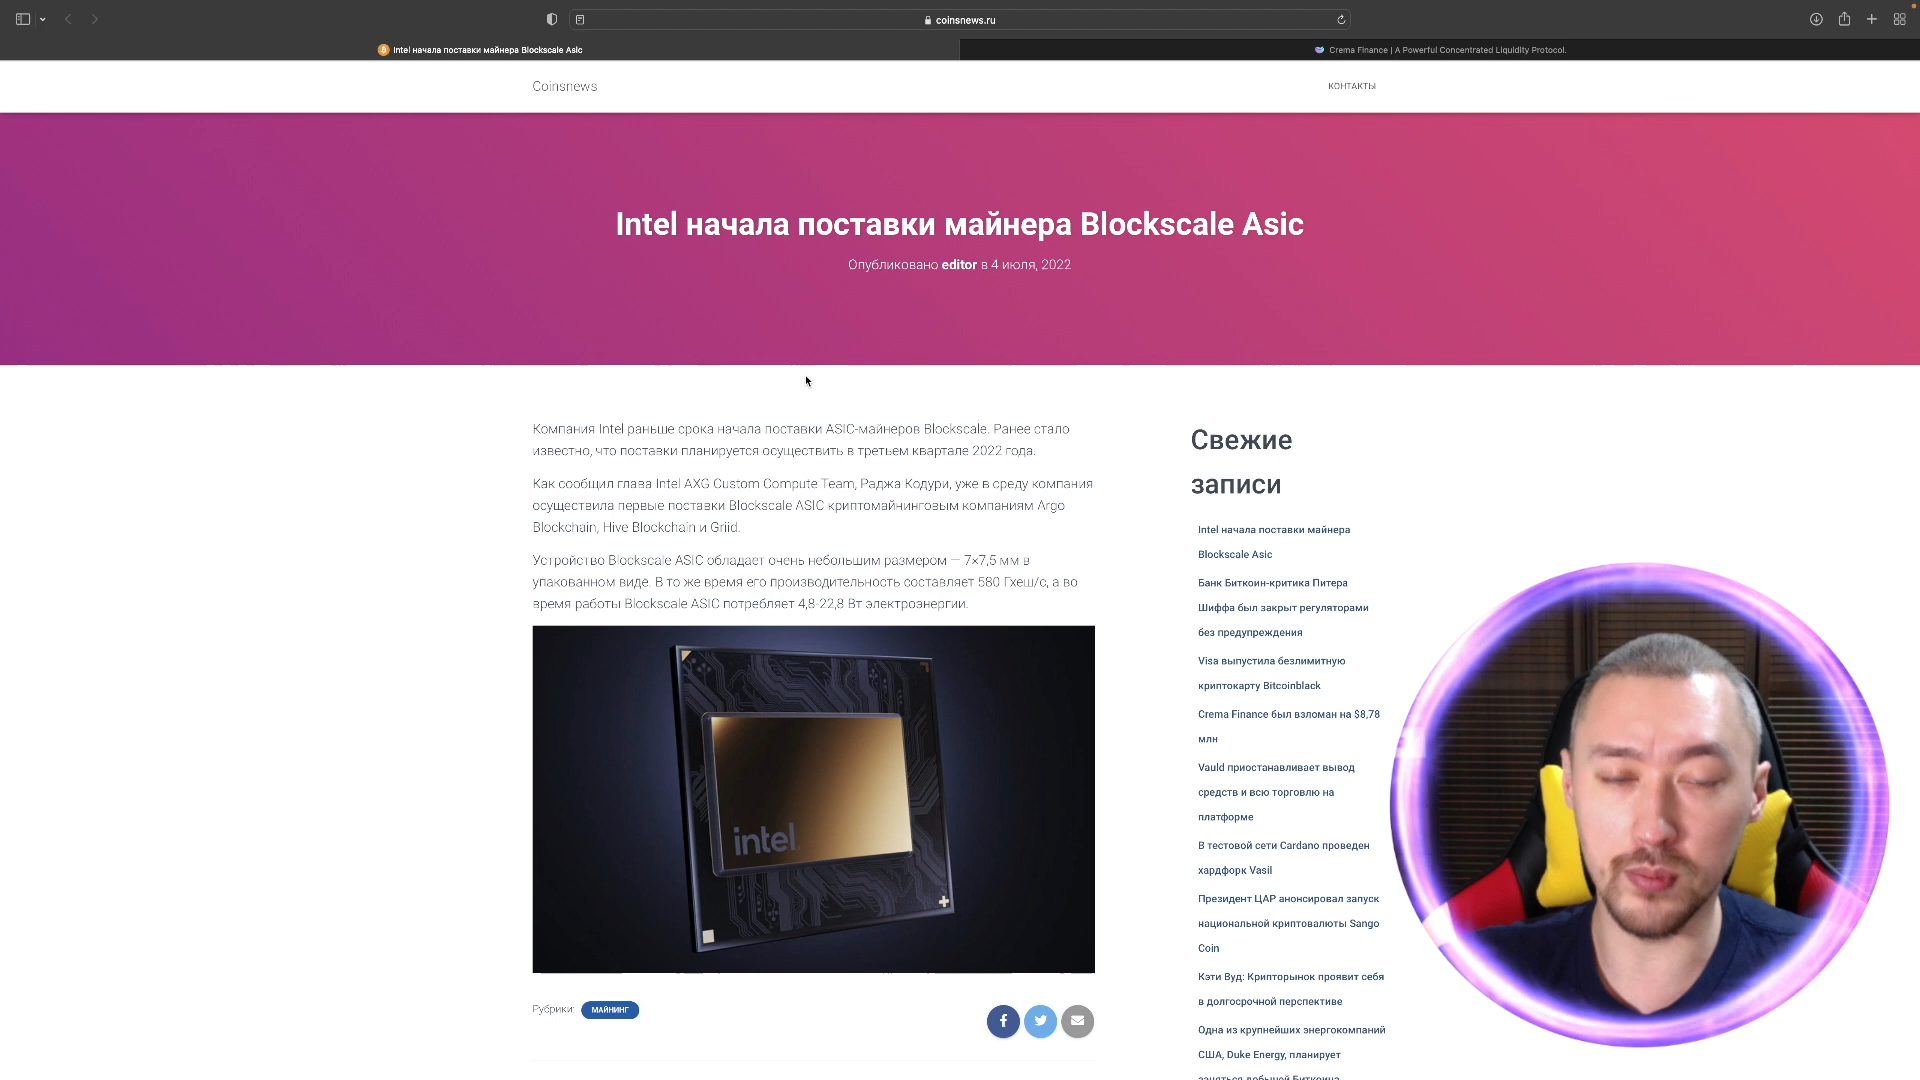 coinsnews.ru
Intel начала поставки майнера Blockscale Asic
Crema Finance | A Powerful Concentrated Liquidity Protocol.
Coinsnews
КОНТАКТЫ
Intel начала поставки майнера Blockscale Asic
Опубликовано editor в 4 июля, 2022
Компания Intel раньше срока начала поставки ASIC-майнеров Blockscale. Ранее стало
известно, что поставки планируется осуществить в третьем квартале 2022 года.
Как сообщил глава Intel AXG Custom Compute Team, Раджа Кодури, уже в среду компания
осуществила первые поставки Blockscale ASIC криптомайнинговым компаниям Argo
Blockchain, Hive Blockchain и Griid.
Устройство Blockscale ASIC обладает очень небольшим размером — 7×7,5 мм в
упакованном виде. В то же время его производительность составляет 580 Гхеш/с, а во
время работы Blockscale ASIC потребляет 4,8-22,8 Вт электроэнергии.
intel
Рубрики:
МАЙНИНГ
Свежие
записи
Intel начала поставки майнера
Blockscale Asic
Банк Биткоин-критика Питера
Шиффа был закрыт регуляторами
без предупреждения
Visa выпустила безлимитную
криптокарту Bitcoinblack
Crema Finance был взломан на $8,78
млн
Vauld приостанавливает вывод
средств и всю торговлю на
платформе
В тестовой сети Cardano проведен
хардфорк Vasil
Президент ЦАР анонсировал запуск
национальной криптовалюты Sango
Coin
Кэти Вуд: Крипторынок проявит себя
в долгосрочной перспективе
Одна из крупнейших энергокомпаний
США, Duke Energy, планирует
заняться добычей Биткоина